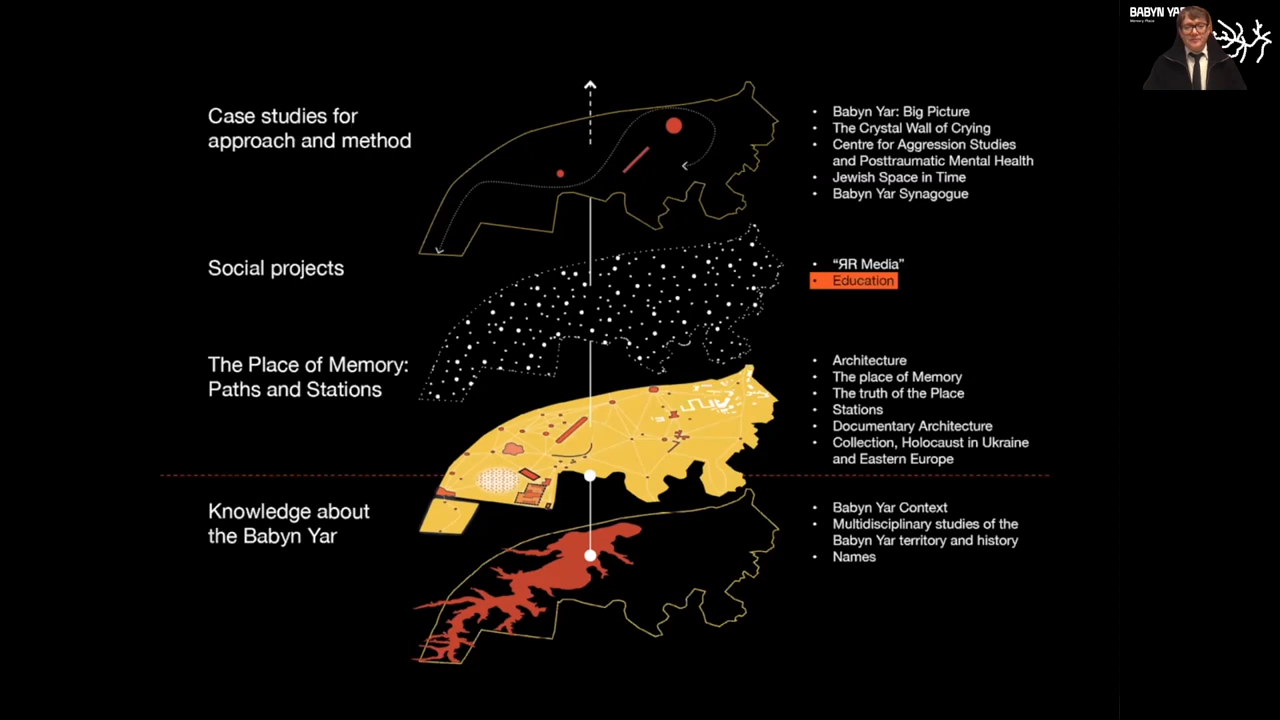 BABYN YAR
Memory Place
Case studies for
approach and method
• Babyn Yar: Big Picture
• The Crystal Wall of Crying
• Centre for Aggression Studies
and Posttraumatic Mental Health
• Jewish Space in Time
• Babyn Yar Synagogue
Social projects
• “ЯR Media”
• Education
The Place of Memory:
Paths and Stations
• Architecture
• The place of Memory
• The truth of the Place
• Stations
• Documentary Architecture
• Collection, Holocaust in Ukraine
and Eastern Europe
Knowledge about
the Babyn Yar
• Babyn Yar Context
• Multidisciplinary studies of the
Babyn Yar territory and history
• Names